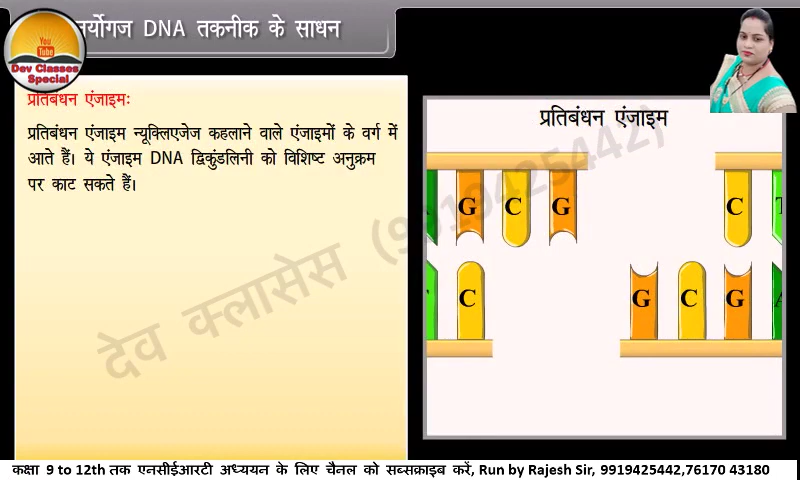 नर्योगज DNA तकनीक के साधन
You
Tube
Dev Classes
Special
प्रतिबंधन एंजाइमः
प्रतिबंधन एंजाइम न्यूक्लिएजेज कहलाने वाले एंजाइमों के वर्ग में
आते हैं। ये एंजाइम DNA द्विकुंडलिनी को विशिष्ट अनुक्रम
पर काट सकते हैं।
प्रतिबंधन एंजाइम
A G C G C T
T C G C G A
देव क्लासेस (9919425442)
कक्षा 9 to 12th तक एनसीईआरटी अध्ययन के लिए चैनल को सब्सक्राइब करें, Run by Rajesh Sir, 9919425442,76170 43180